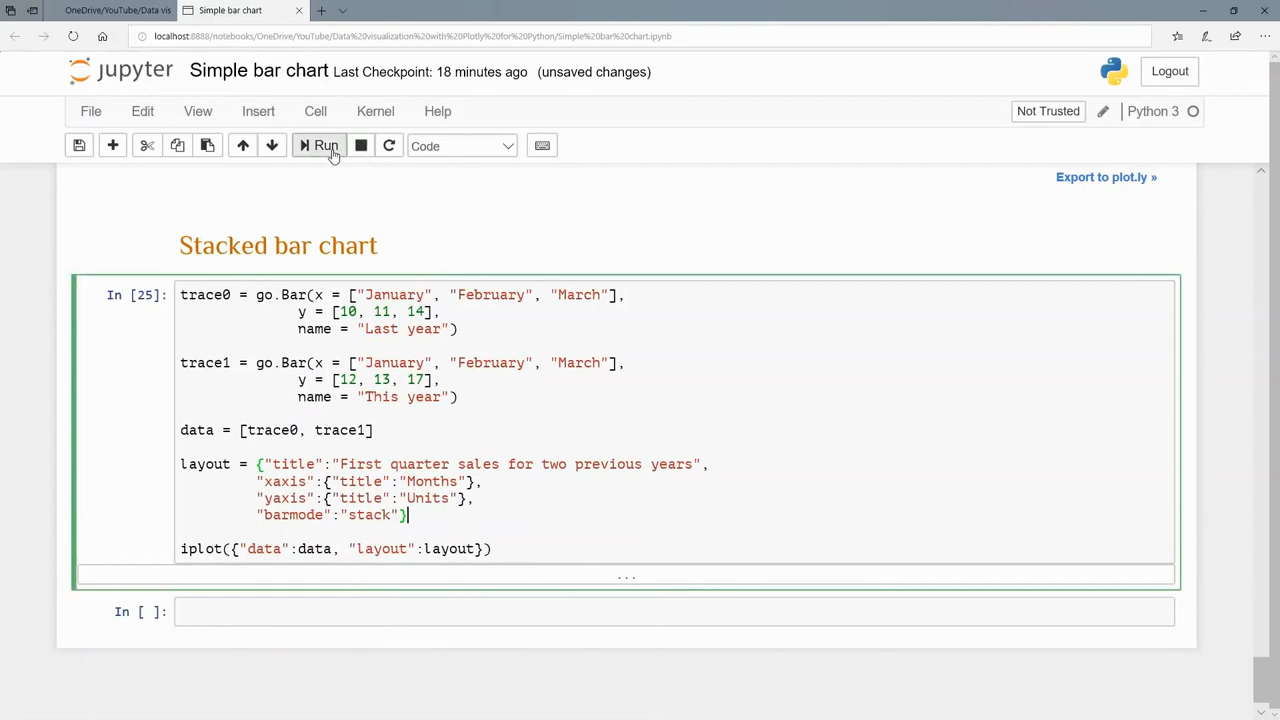 OneDrive/YouTube/Data vis
Simple bar chart
localhost:8888/notebooks/OneDrive/YouTube/Data%20visualization%20with%20Plotly%20for%20Python/Simple%20bar%20chart.ipynb
jupyter Simple bar chart Last Checkpoint: 18 minutes ago (unsaved changes)
Logout
File Edit View Insert Cell Kernel Help
Not Trusted
Python 3
Run
Code
Export to plot.ly »
Stacked bar chart
In [25]:
trace0 = go.Bar(x = ["January", "February", "March"],
y = [10, 11, 14],
name = "Last year")
trace1 = go.Bar(x = ["January", "February", "March"],
y = [12, 13, 17],
name = "This year")
data = [trace0, trace1]
layout = {"title":"First quarter sales for two previous years",
"xaxis":{"title":"Months"},
"yaxis":{"title":"Units"},
"barmode":"stack"}
iplot({"data":data, "layout":layout})
...
In [ ]: